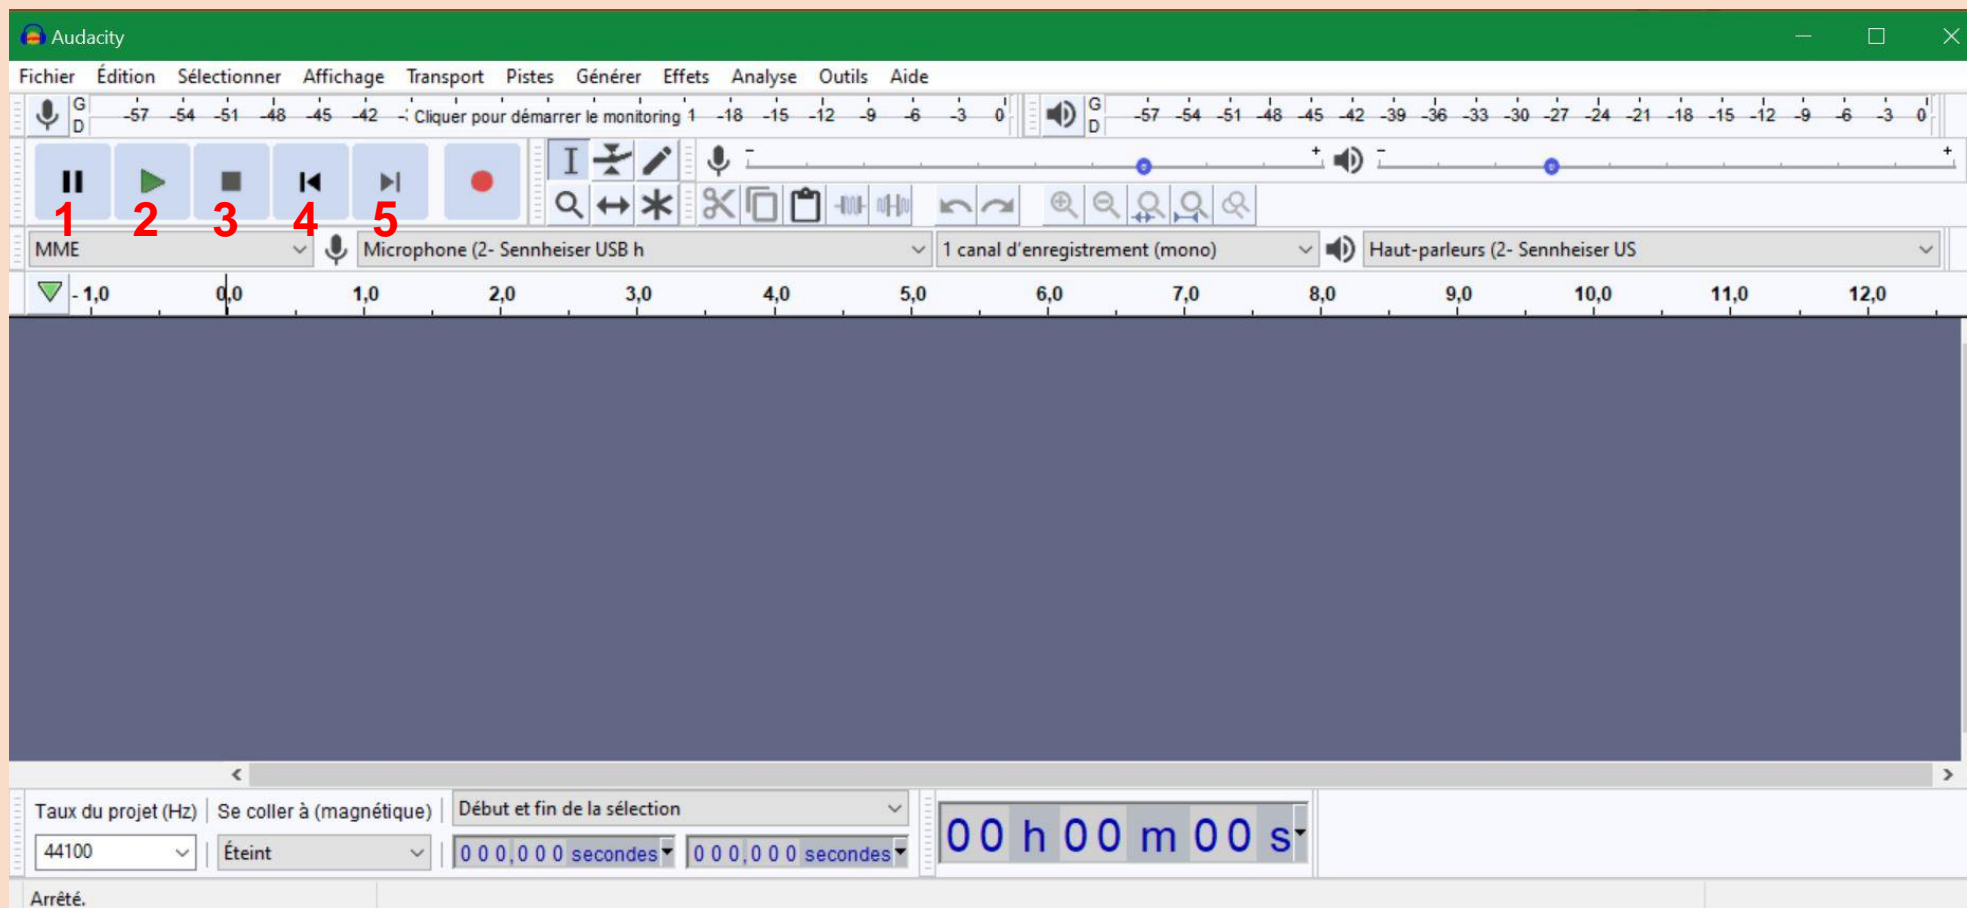 Audacity
Fichier Édition Sélectionner Affichage Transport Pistes Générer Effets Analyse Outils Aide
G D -57 -54 -51 -48 -45 -42 Cliquer pour démarrer le monitoring 1 -18 -15 -12 -9 -6 -3 0 G D -57 -54 -51 -48 -45 -42 -39 -36 -33 -30 -27 -24 -21 -18 -15 -12 -9 -6 -3 0
- + - +
1 2 3 4 5
MME Microphone (2- Sennheiser USB h 1 canal d'enregistrement (mono) Haut-parleurs (2- Sennheiser US
- 1,0 0,0 1,0 2,0 3,0 4,0 5,0 6,0 7,0 8,0 9,0 10,0 11,0 12,0
Taux du projet (Hz) Se coller à (magnétique) Début et fin de la sélection
44100 Éteint 000,000 secondes 000,000 secondes 00 h 00 m 00 s
Arrêté.